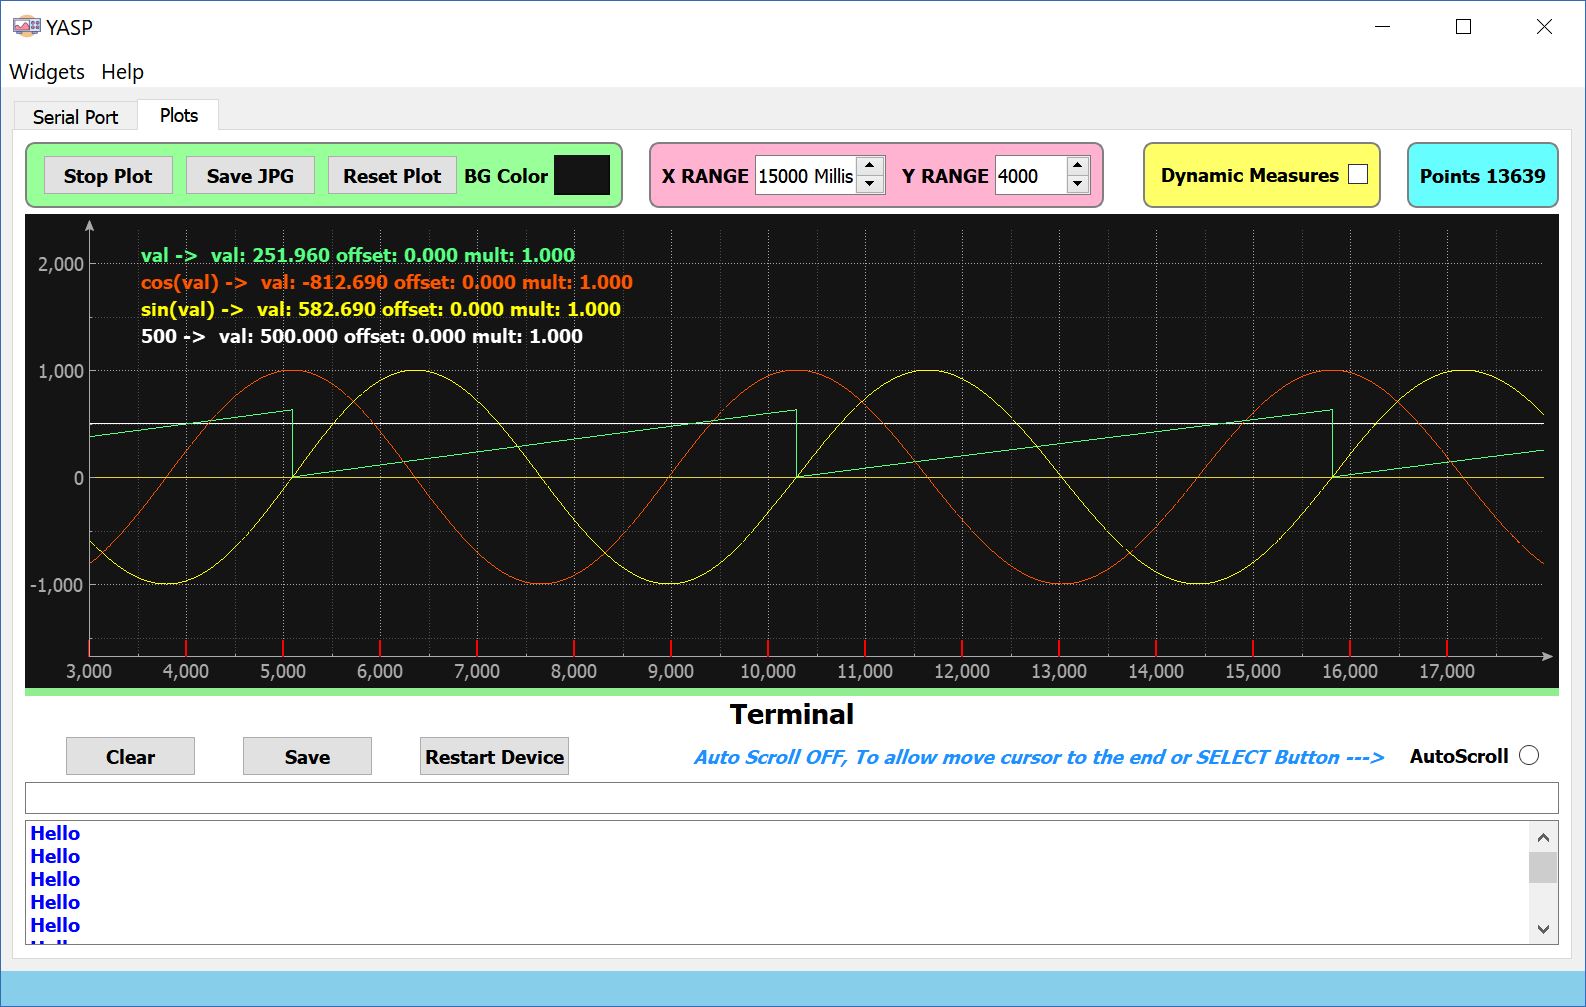 YASP
Widgets Help
Serial Port Plots
Stop Plot Save JPG Reset Plot BG Color X RANGE 15000 Millis Y RANGE 4000 Dynamic Measures Points 13639
val -> val: 251.960 offset: 0.000 mult: 1.000
cos(val) -> val: -812.690 offset: 0.000 mult: 1.000
sin(val) -> val: 582.690 offset: 0.000 mult: 1.000
500 -> val: 500.000 offset: 0.000 mult: 1.000
2,000
1,000
0
-1,000
3,000 4,000 5,000 6,000 7,000 8,000 9,000 10,000 11,000 12,000 13,000 14,000 15,000 16,000 17,000
Terminal
Clear Save Restart Device Auto Scroll OFF, To allow move cursor to the end or SELECT Button ---> AutoScroll
Hello
Hello
Hello
Hello
Hello